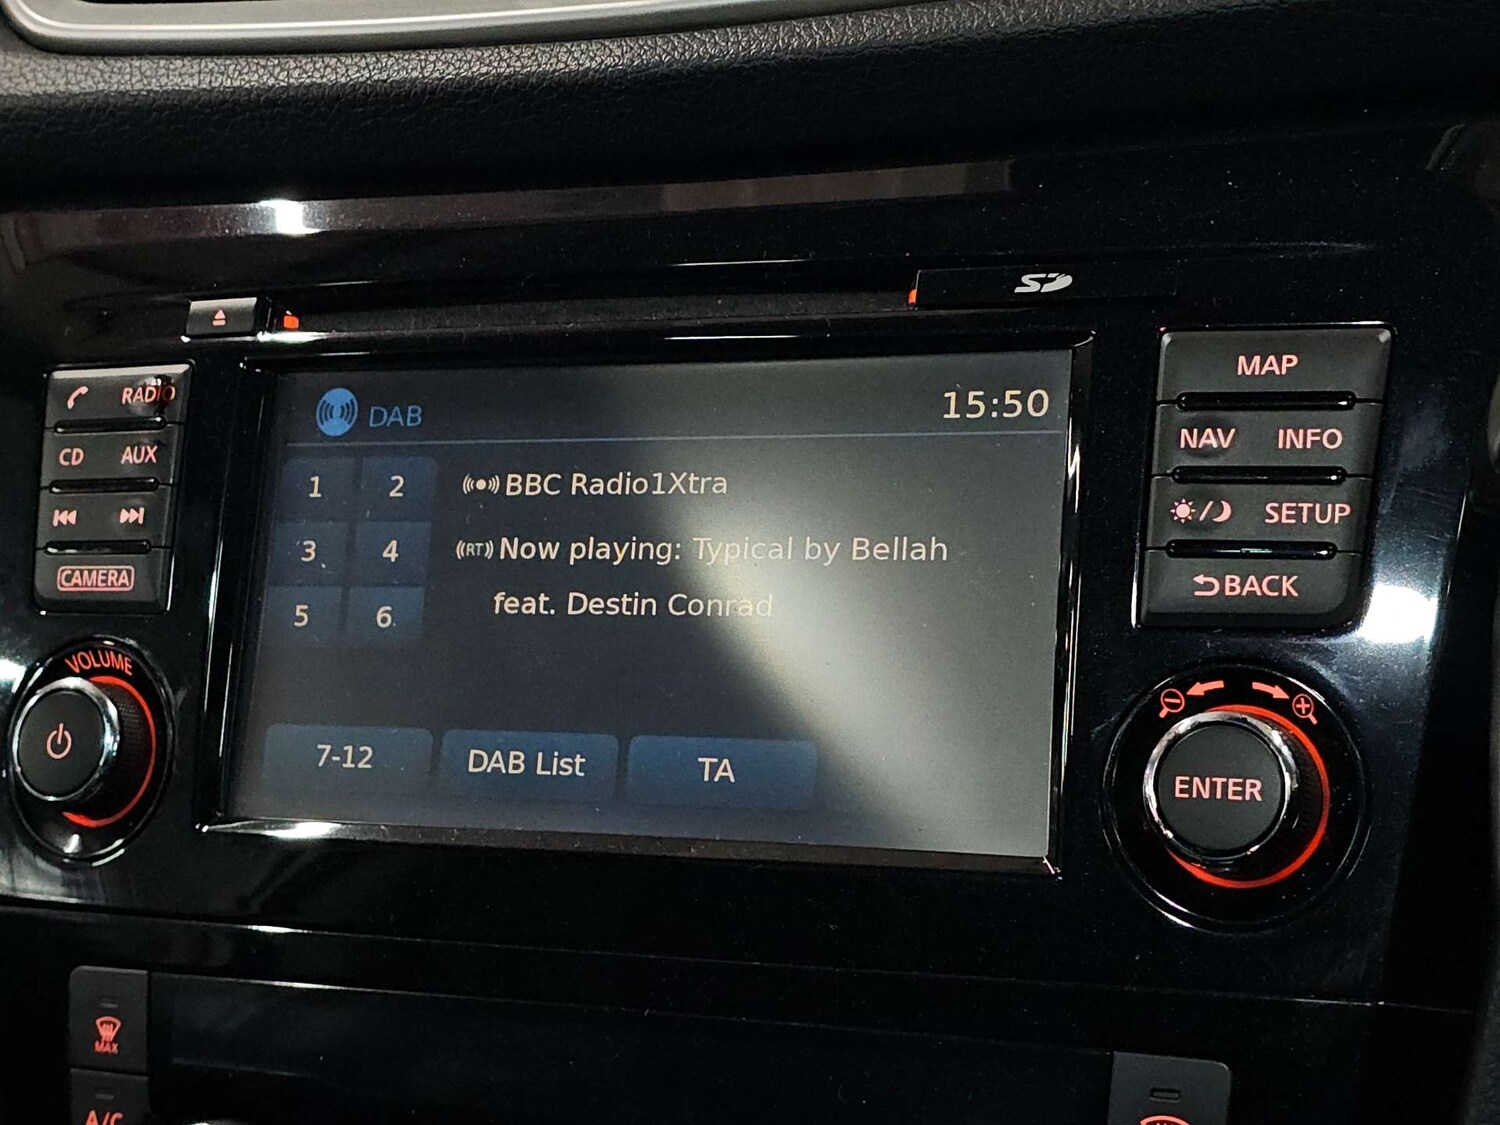 SD
RADIO
CD AUX
CAMERA
VOLUME
DAB
15:50
1 2
3 4
5 6
BBC Radio1Xtra
(RT) Now playing: Typical by Bellah
feat. Destin Conrad
7-12
DAB List
TA
MAP
NAV INFO
SETUP
BACK
ENTER
MAX
A/C